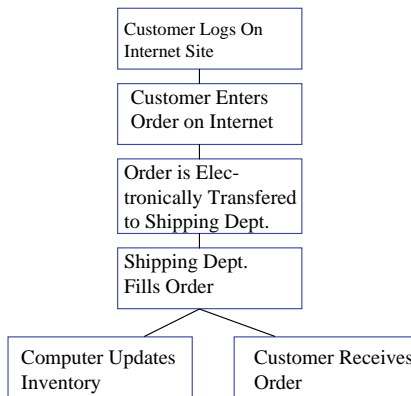 Customer Logs On
Internet Site
Customer Enters
Order on Internet
Order is Elec-
tronically Transfered
to Shipping Dept.
Shipping Dept.
Fills Order
Computer Updates
Inventory
Customer Receives
Order